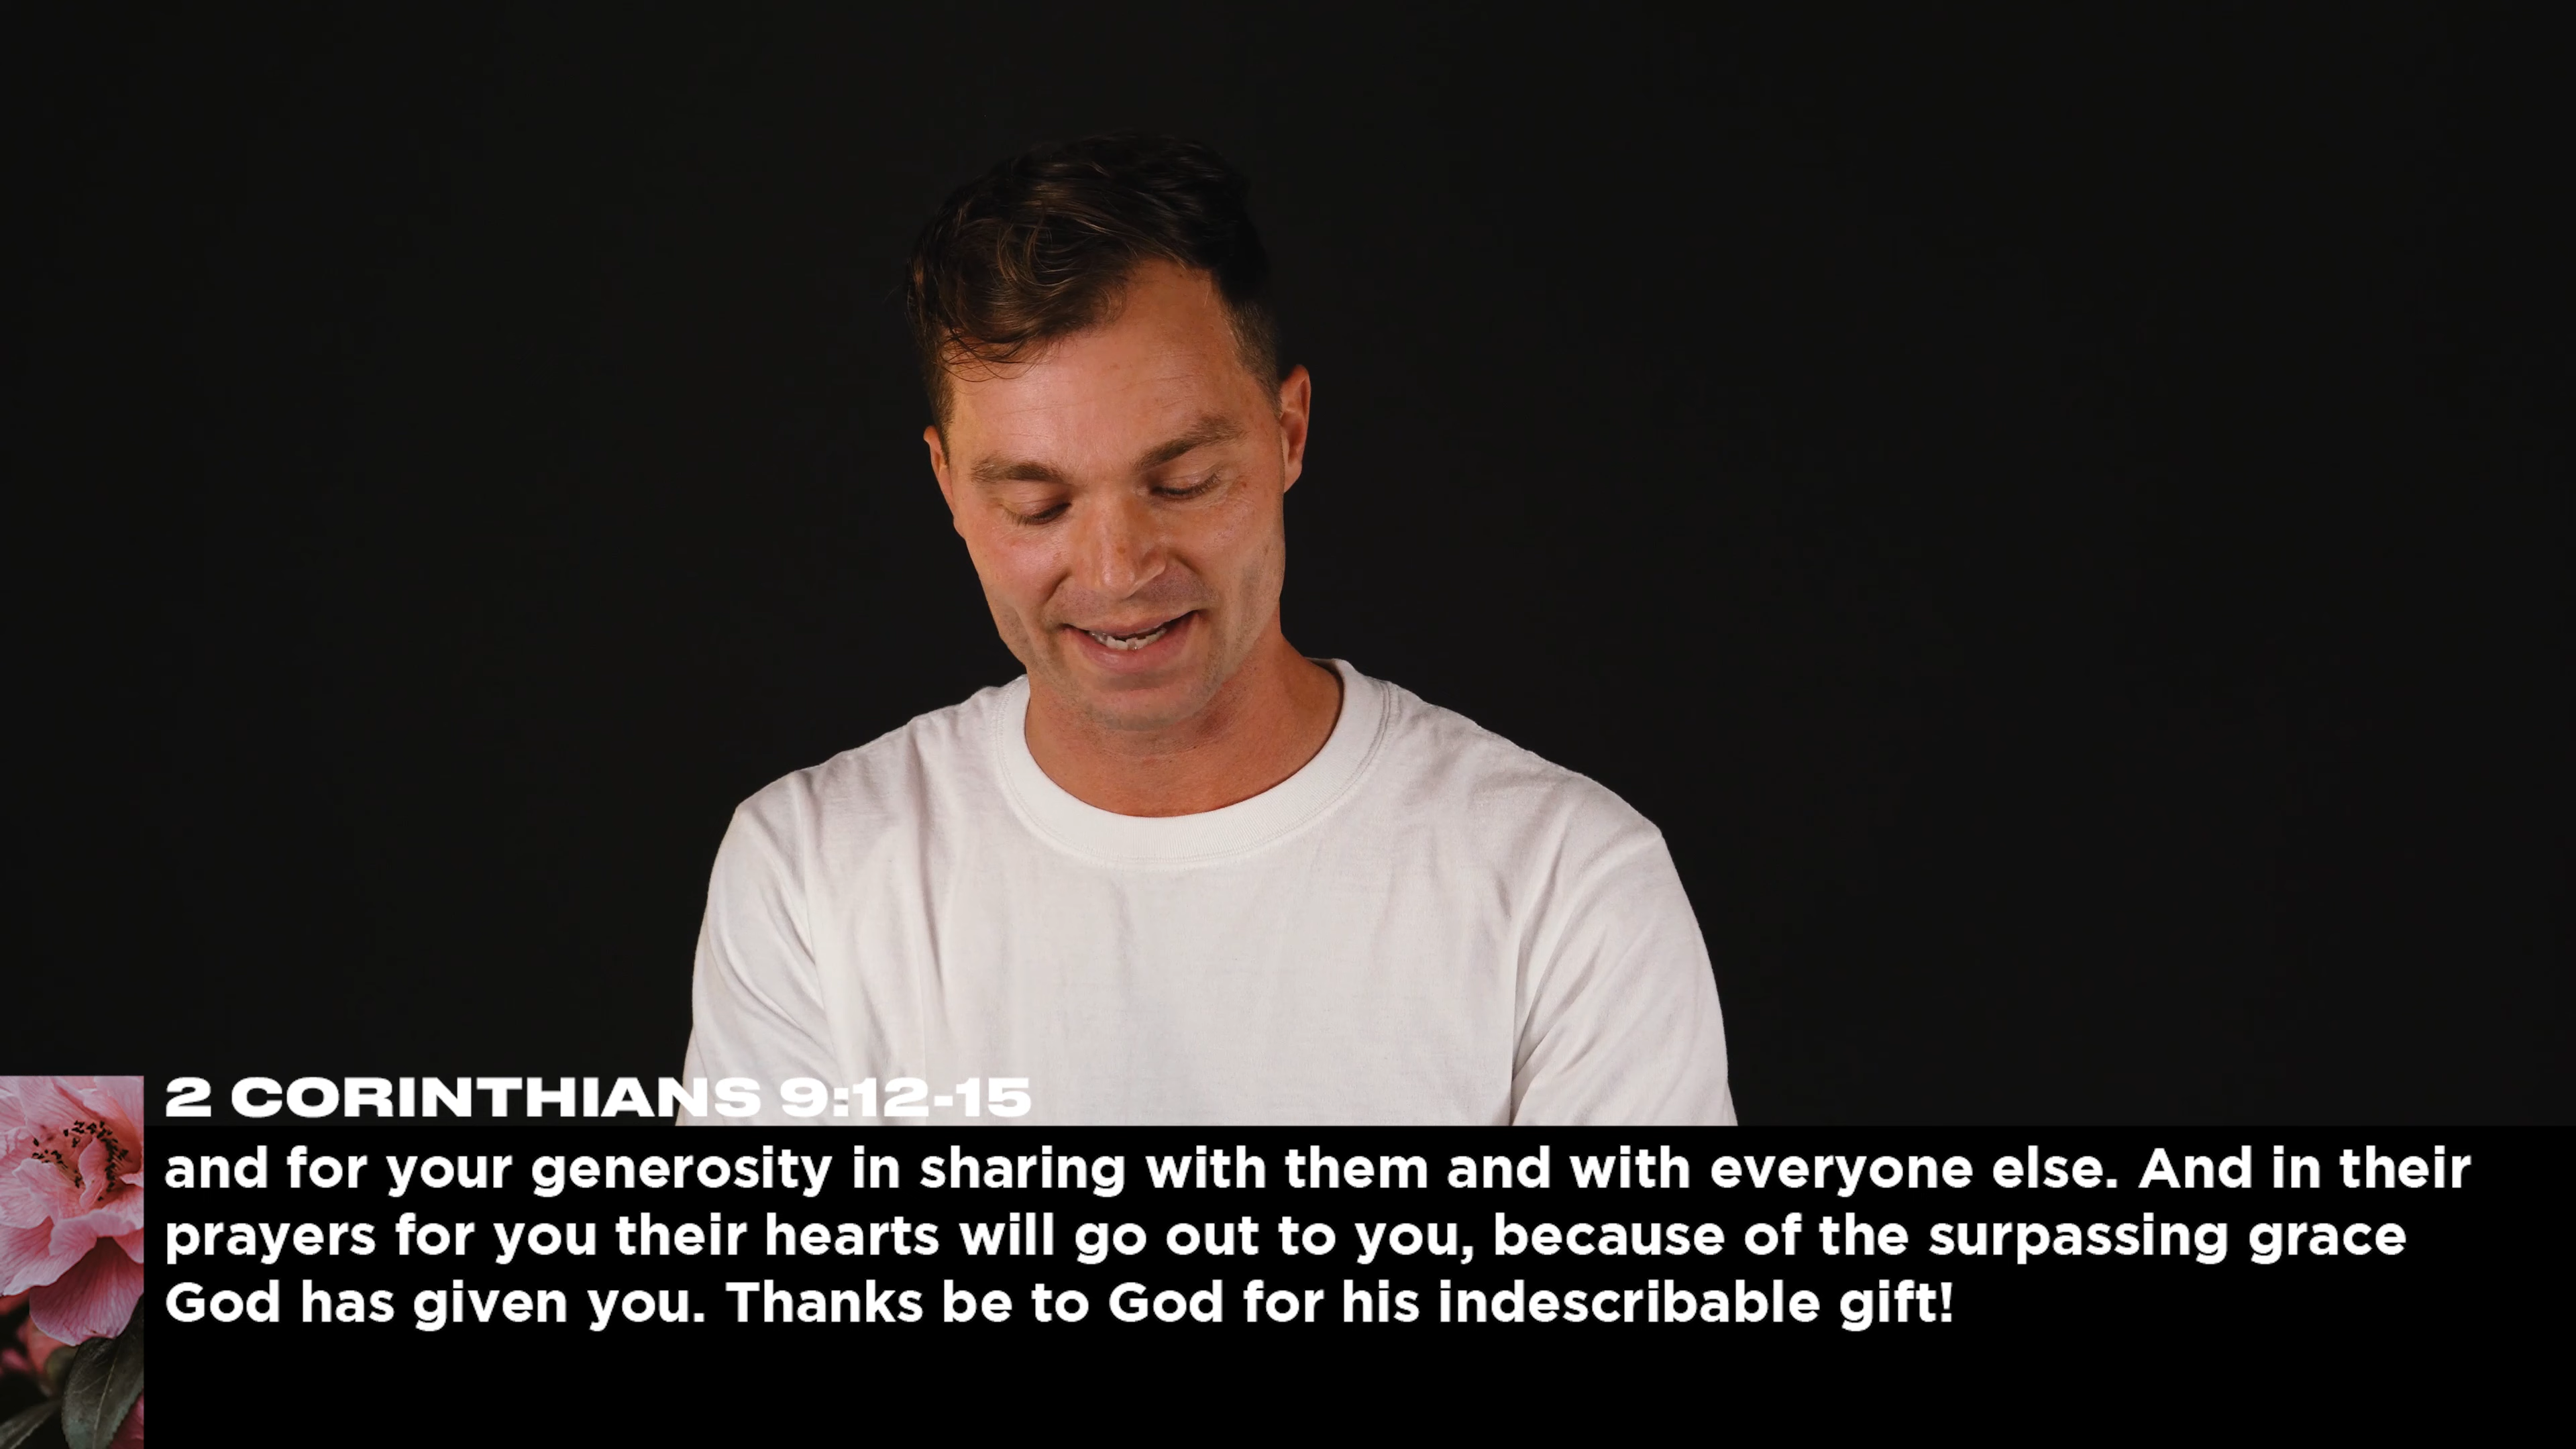 2 CORINTHIANS 9:12-15
and for your generosity in sharing with them and with everyone else. And in their
prayers for you their hearts will go out to you, because of the surpassing grace
God has given you. Thanks be to God for his indescribable gift!